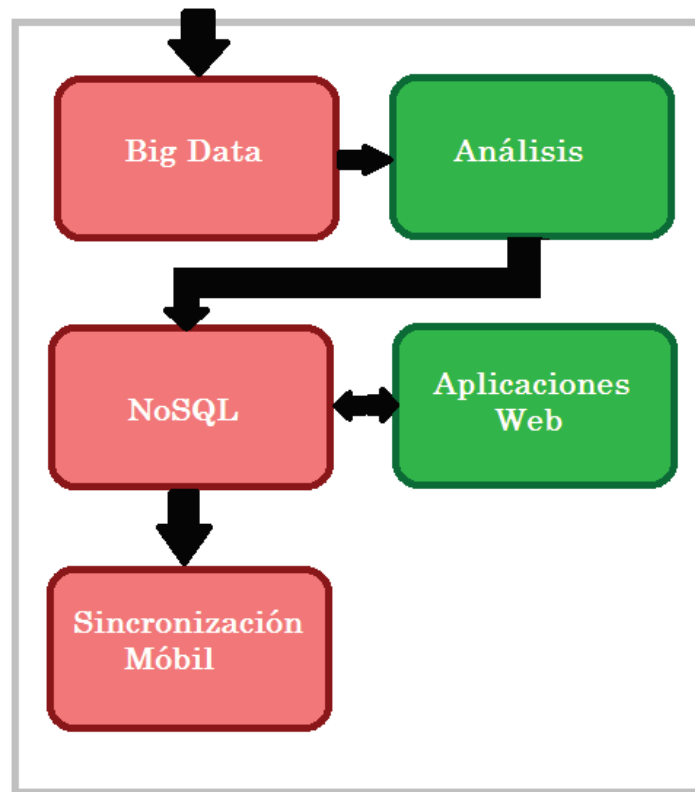 Big Data
Análisis
NoSQL
Aplicaciones
Web
Sincronización
Móbil